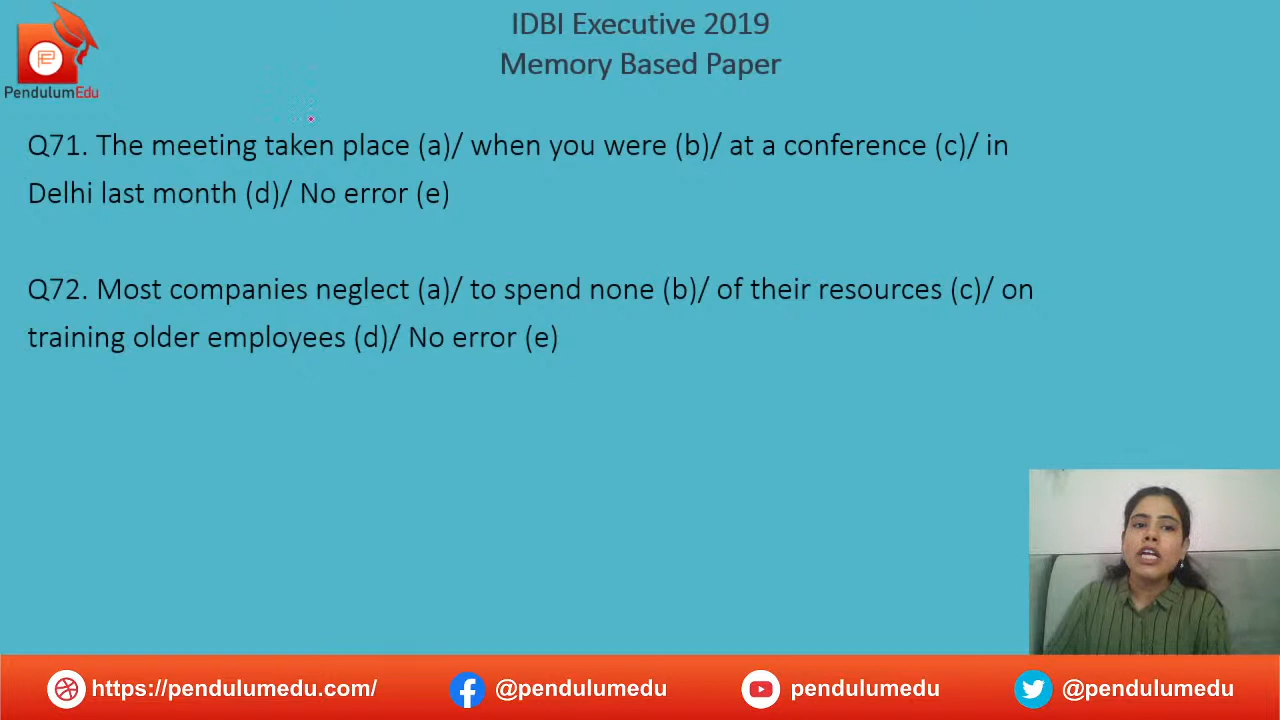 IDBI Executive 2019
Memory Based Paper
PendulumEdu
Q71. The meeting taken place (a)/ when you were (b)/ at a conference (c)/ in
Delhi last month (d)/ No error (e)
Q72. Most companies neglect (a)/ to spend none (b)/ of their resources (c)/ on
training older employees (d)/ No error (e)
https://pendulumedu.com/ @pendulumedu pendulumedu @pendulumedu